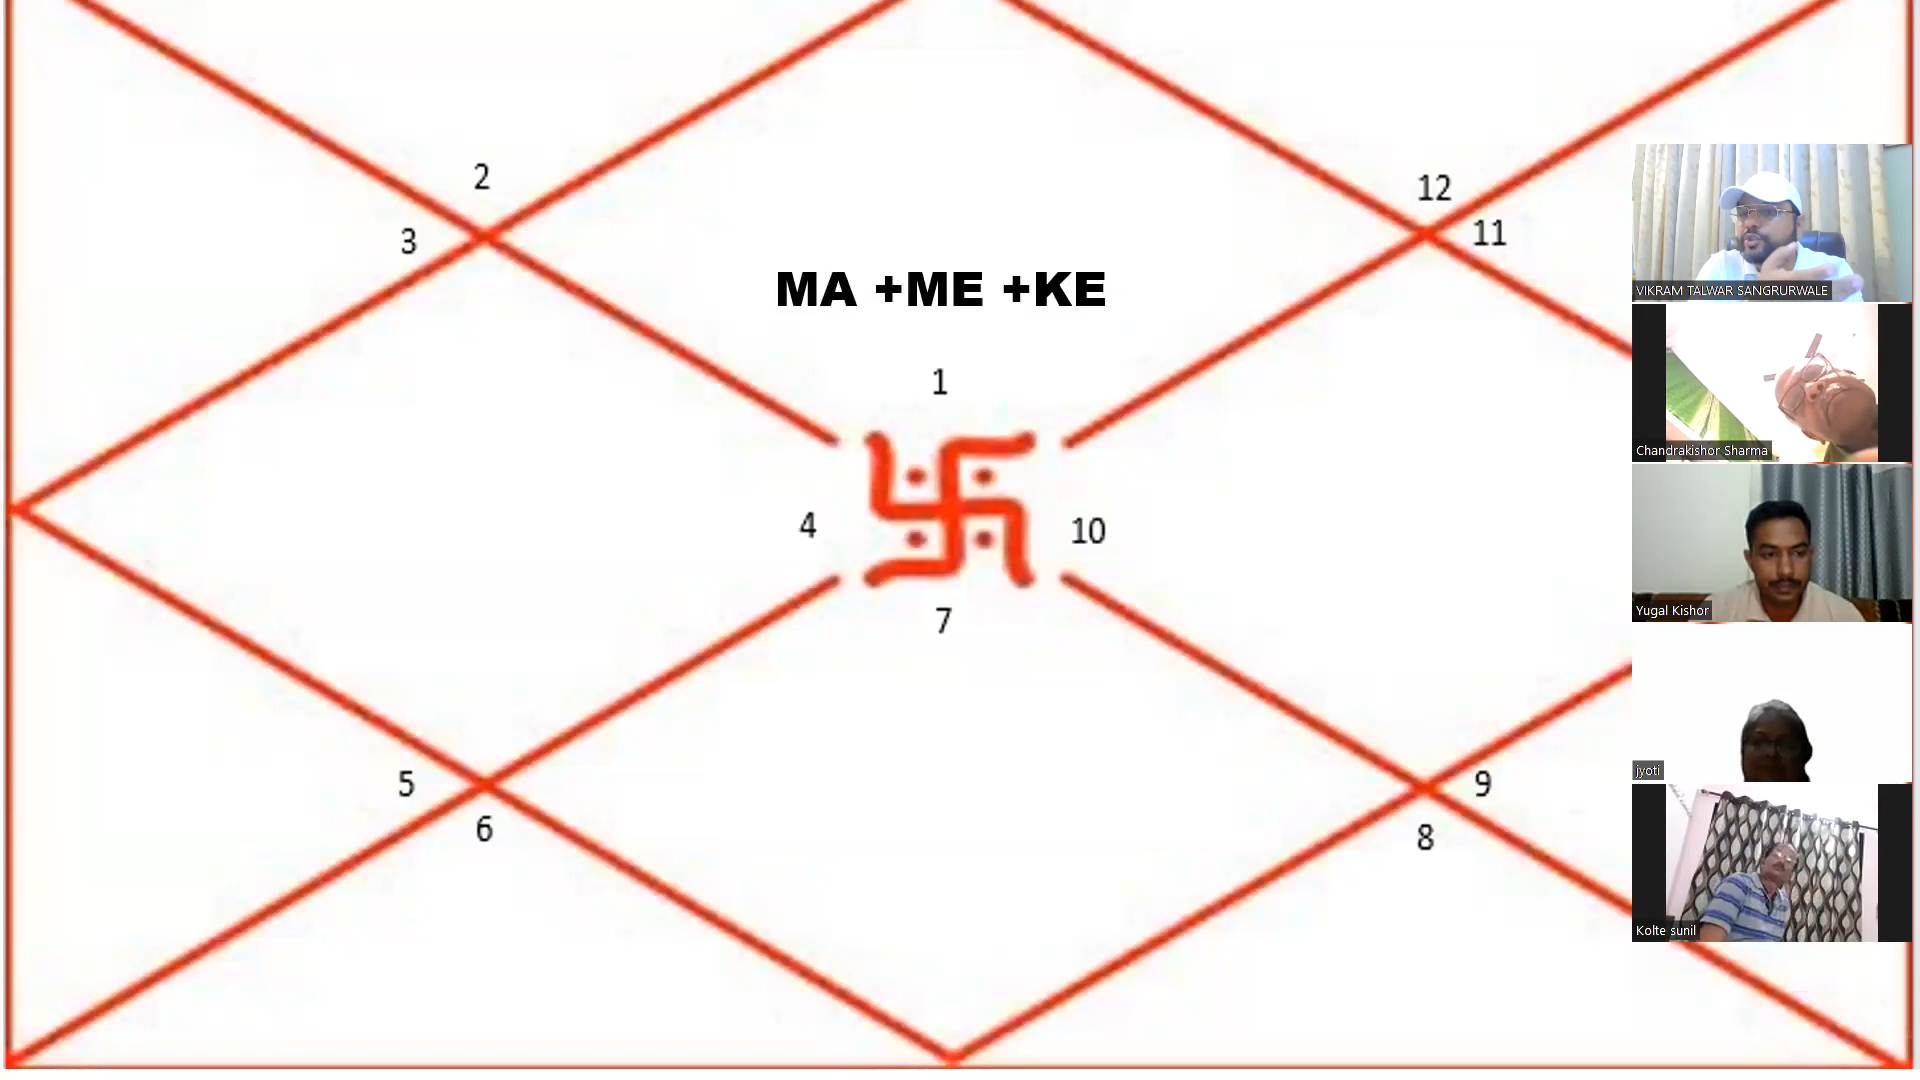 2
3
12
11
MA +ME +KE
1
4
10
7
5
6
9
8
VIKRAM TALWAR SANGRURWALE
Chandrakishor Sharma
Yugal Kishor
jyoti
Kolte sunil